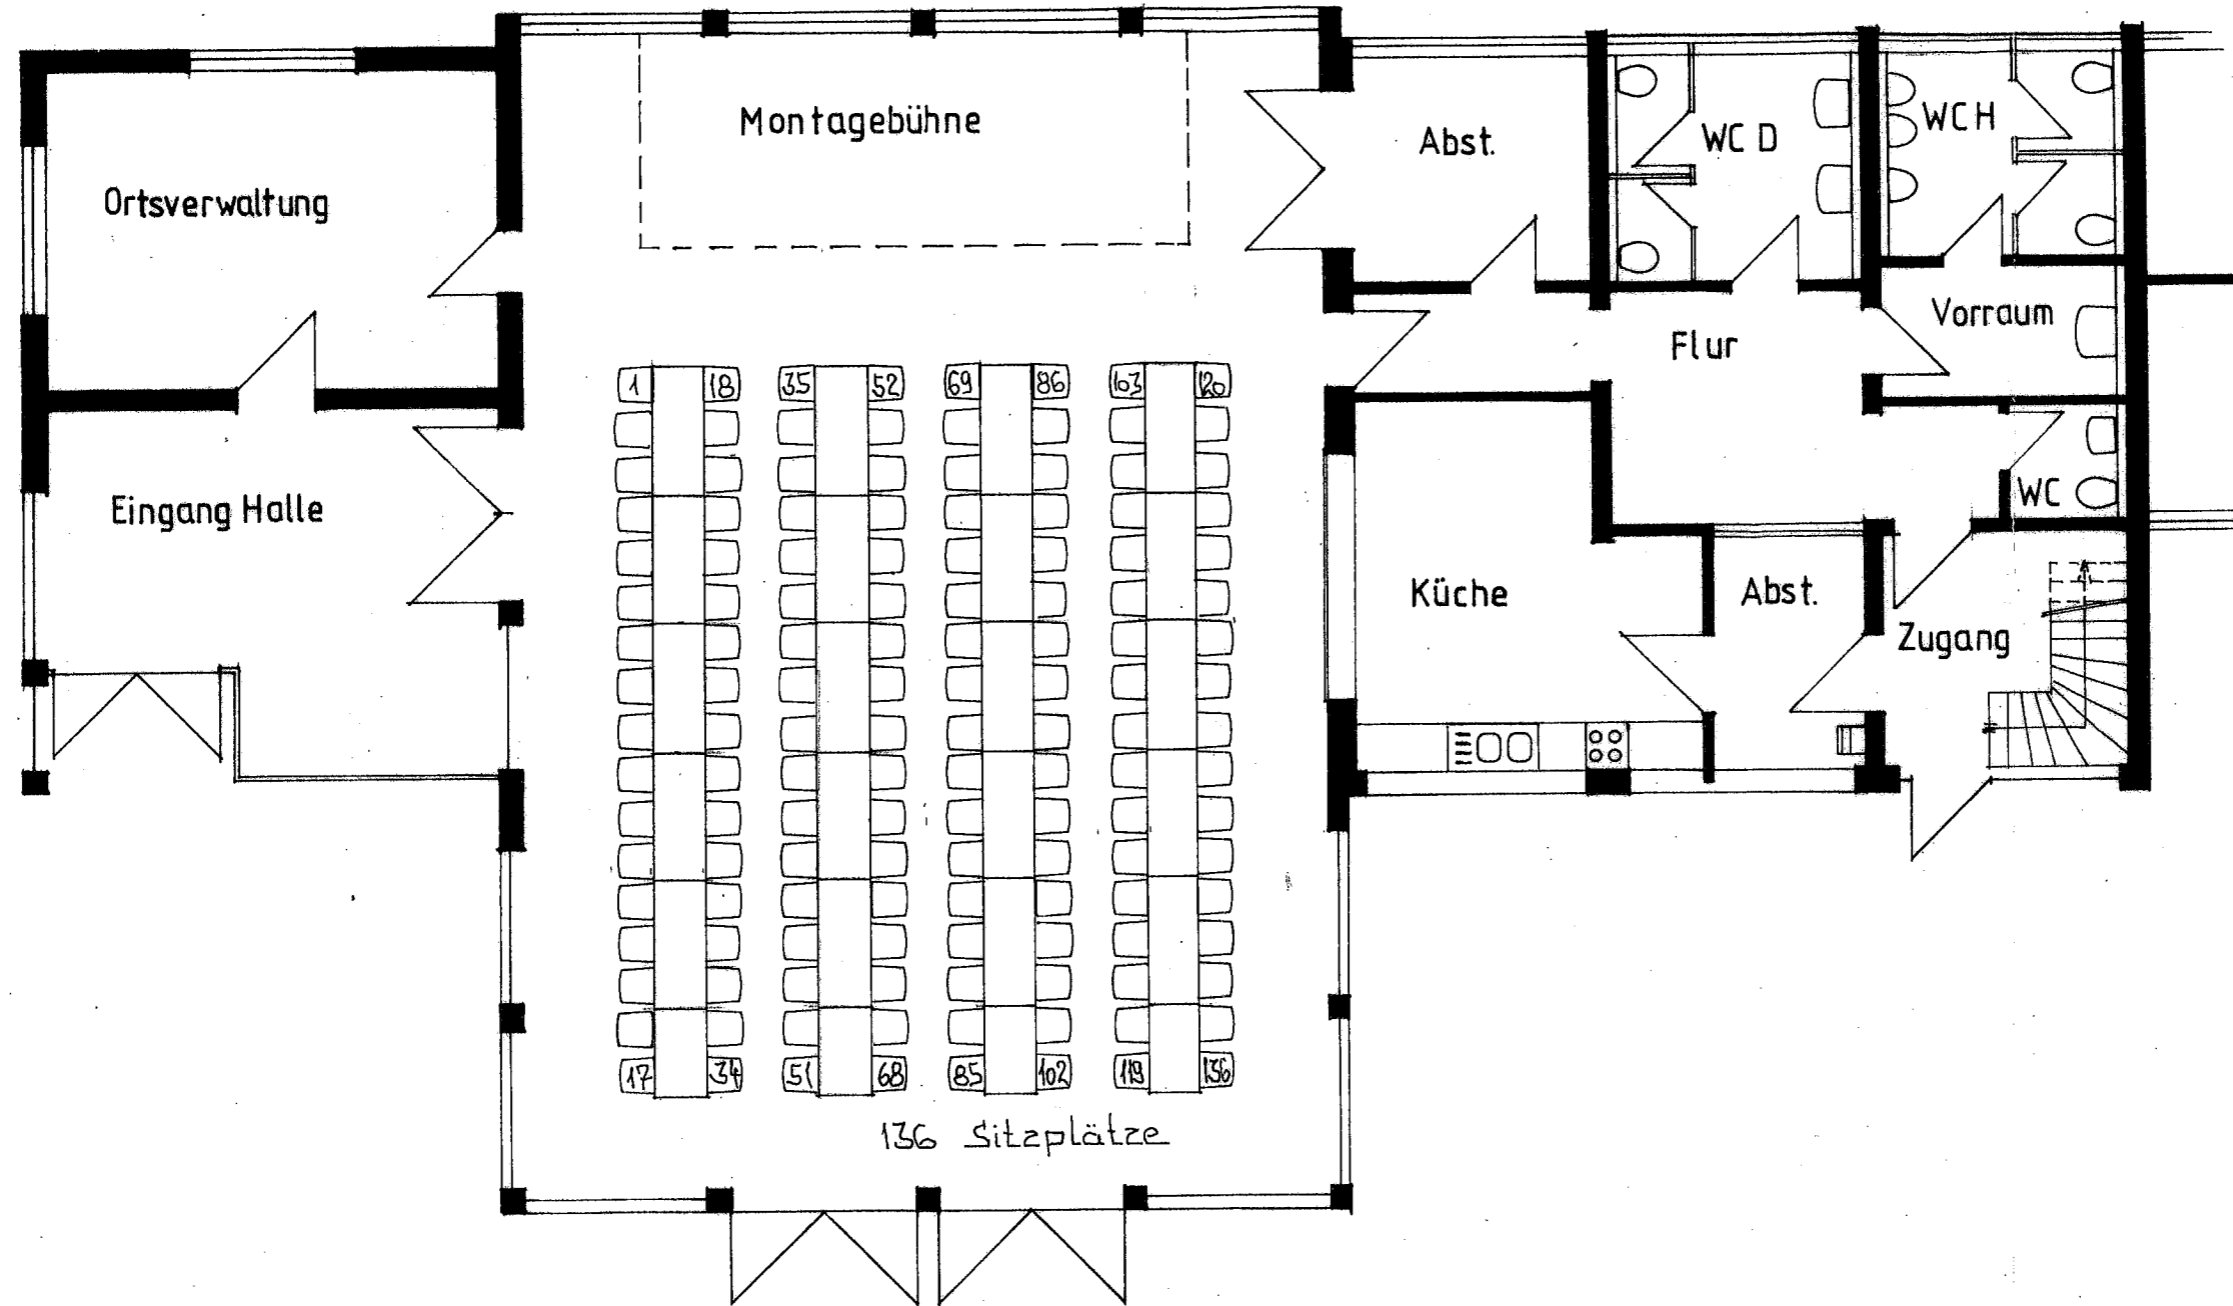 Montagebühne
Abst.
WC D
WC H
Ortsverwaltung
Vorraum
Flur
1 18 35 52 69 86 103 120
Eingang Halle
WC
Küche
Abst.
Zugang
17 34 51 68 85 102 119 136
136 Sitzplätze